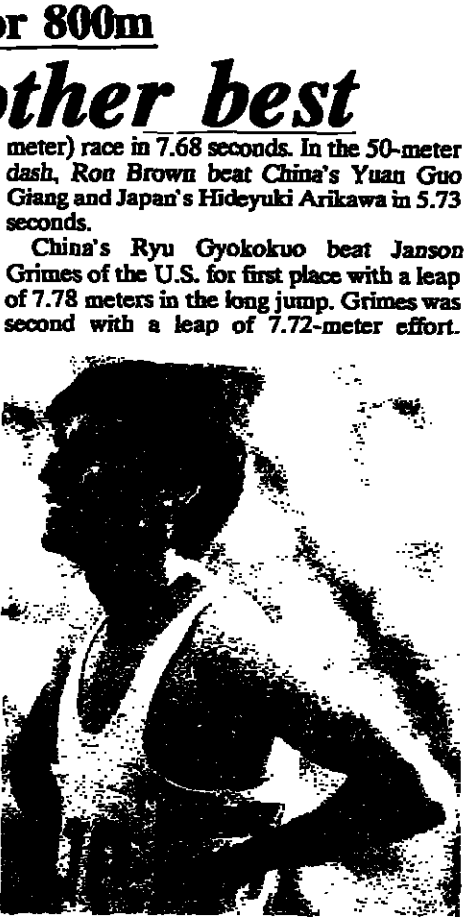 or 800m
other best
meter) race in 7.68 seconds. In the 50-meter
dash, Ron Brown beat China's Yuan Guo
Giang and Japan's Hideyuki Arikawa in 5.73
seconds.
China's Ryu Gyokokuo beat Janson
Grimes of the U.S. for first place with a leap
of 7.78 meters in the long jump. Grimes was
second with a leap of 7.72-meter effort.